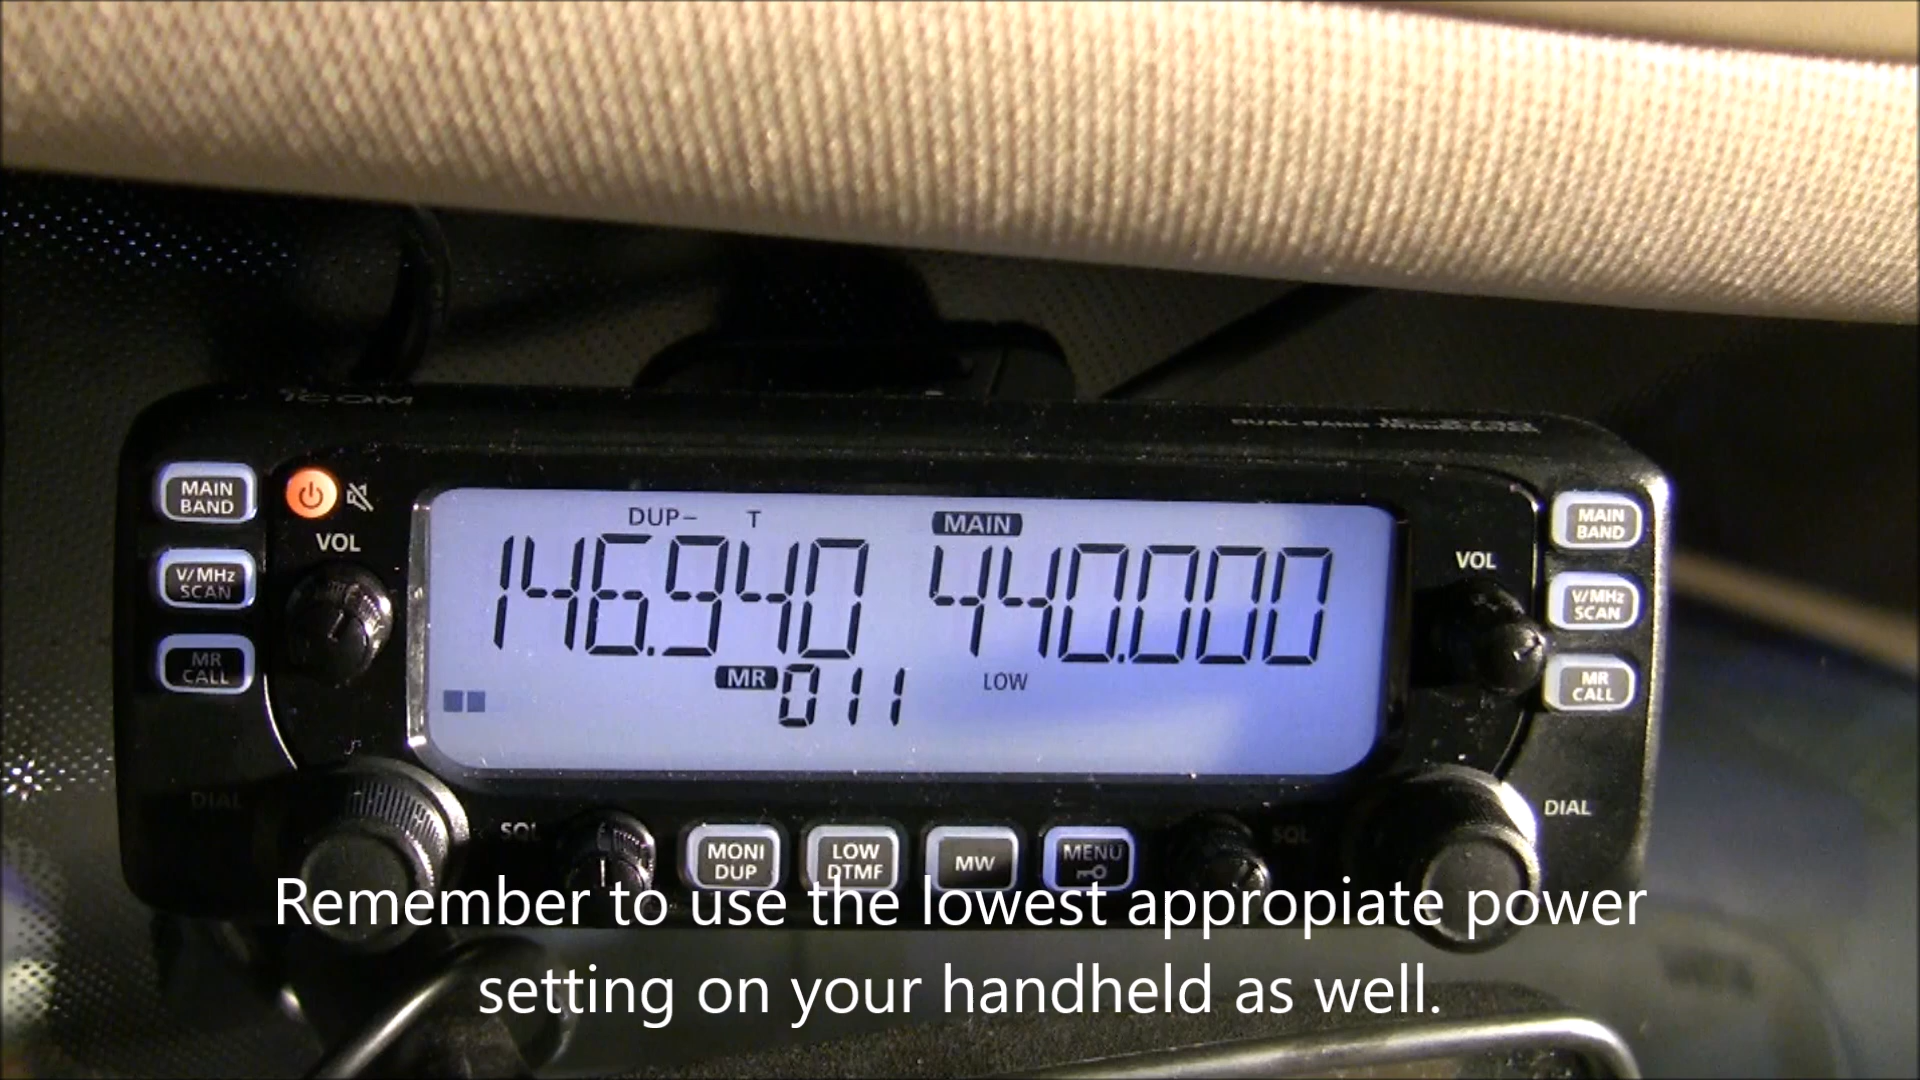 ICOM
DUAL BAND
MAIN
BAND
VOL
V/MHz
SCAN
MR
CALL
DIAL
DUP– T
146.940
MR 011
MAIN
440.000
LOW
VOL
MAIN
BAND
V/MHz
SCAN
MR
CALL
DIAL
SQL
MONI
DUP
LOW
DTMF
MW
MENU
SQL
Remember to use the lowest appropiate power
setting on your handheld as well.